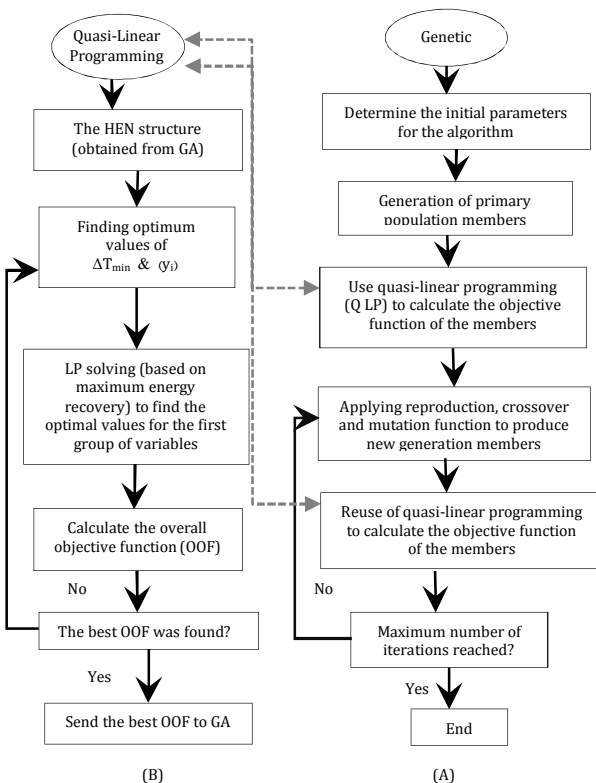 Quasi-Linear
Programming
The HEN structure
(obtained from GA)
Finding optimum
values of
ΔTmin & (yi)
LP solving (based on
maximum energy
recovery) to find the
optimal values for the first
group of variables
Calculate the overall
objective function (OOF)
No
The best OOF was found?
Yes
Send the best OOF to GA
(B)
Genetic
Determine the initial parameters
for the algorithm
Generation of primary
population members
Use quasi-linear programming
(Q LP) to calculate the objective
function of the members
Applying reproduction, crossover
and mutation function to produce
new generation members
Reuse of quasi-linear programming
to calculate the objective function
of the members
No
Maximum number of
iterations reached?
Yes
End
(A)